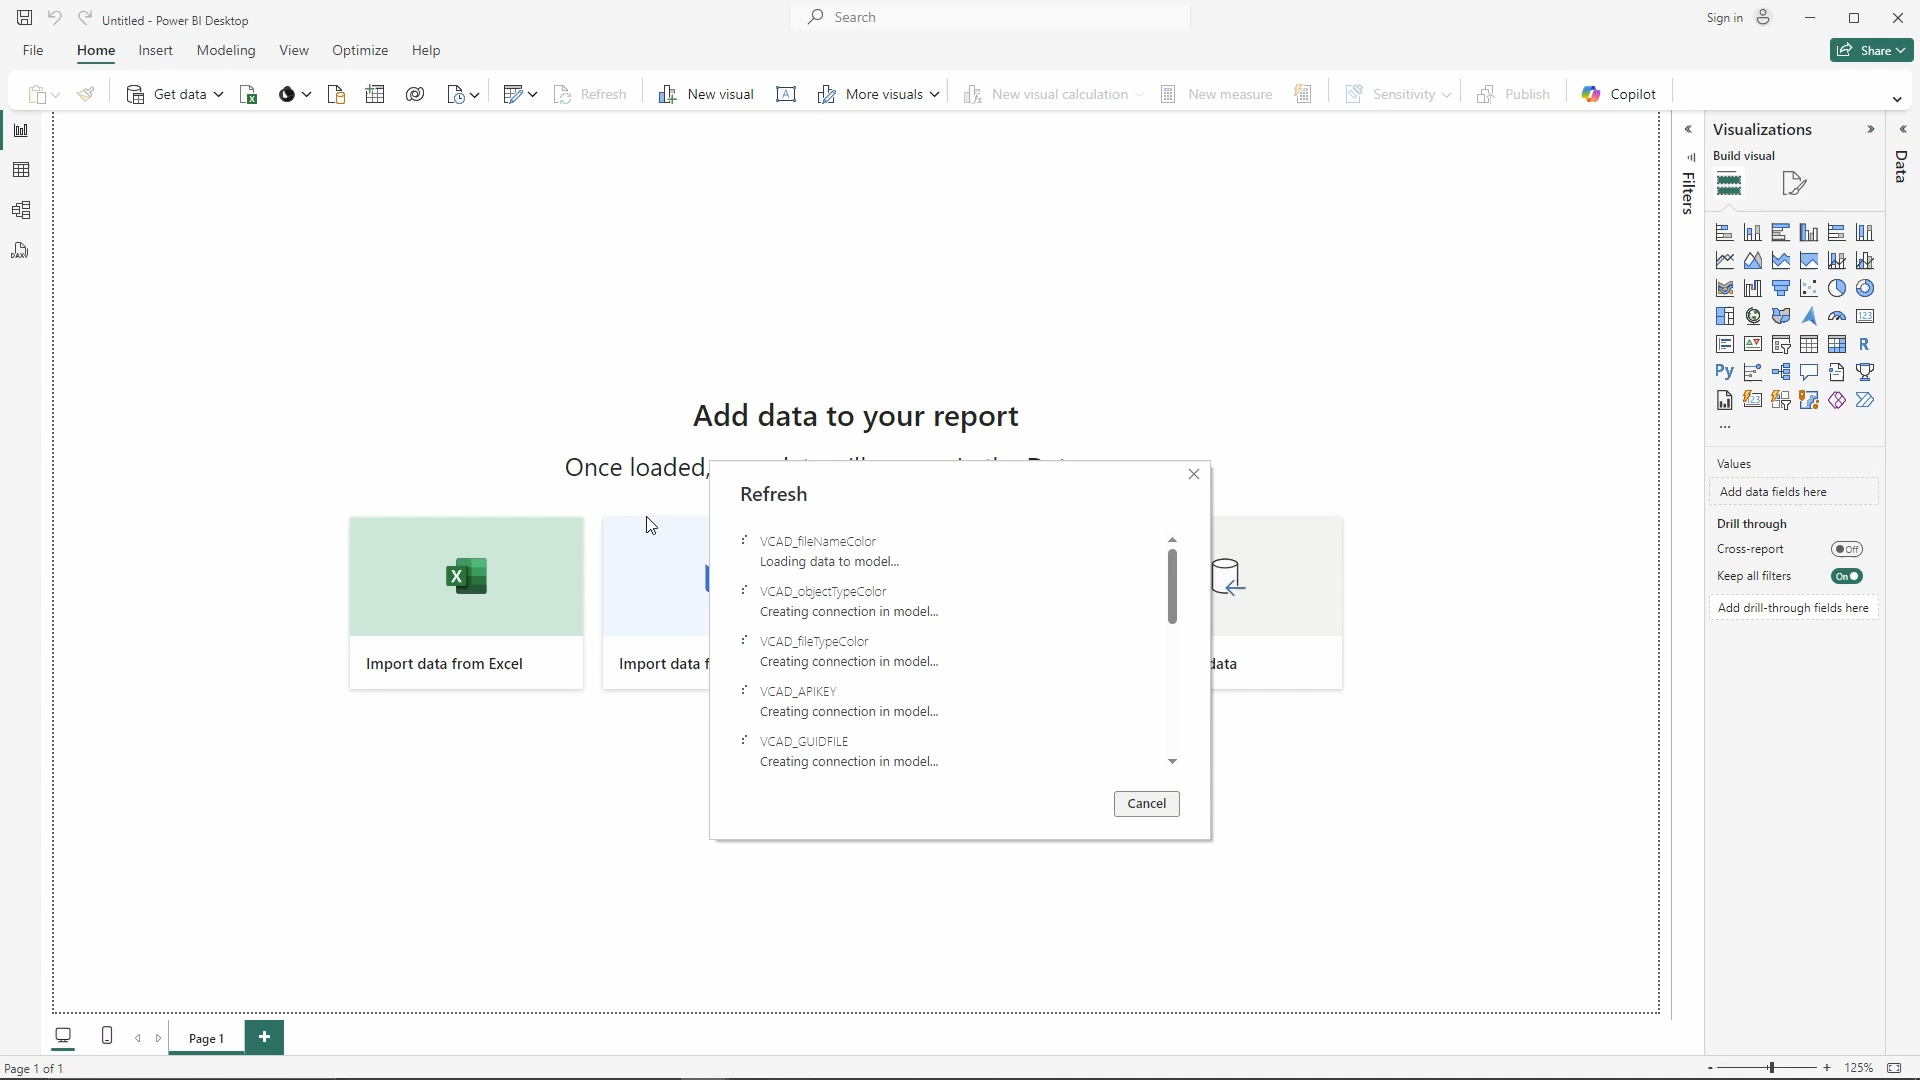 Untitled - Power BI Desktop
Search
Sign in
File
Home
Insert
Modeling
View
Optimize
Help
Share
Get data
Refresh
New visual
More visuals
New visual calculation
New measure
Sensitivity
Publish
Copilot
Filters
Visualizations
Build visual
Data
Add data to your report
Once loaded,
Import data from Excel
Import data
data
Refresh
VCAD_fileNameColor
Loading data to model...
VCAD_objectTypeColor
Creating connection in model...
VCAD_fileTypeColor
Creating connection in model...
VCAD_APIKEY
Creating connection in model...
VCAD_GUIDFILE
Creating connection in model...
Cancel
123
R
Py
123
Values
Add data fields here
Drill through
Cross-report
Off
Keep all filters
On
Add drill-through fields here
DAX
Page 1
Page 1 of 1
125%